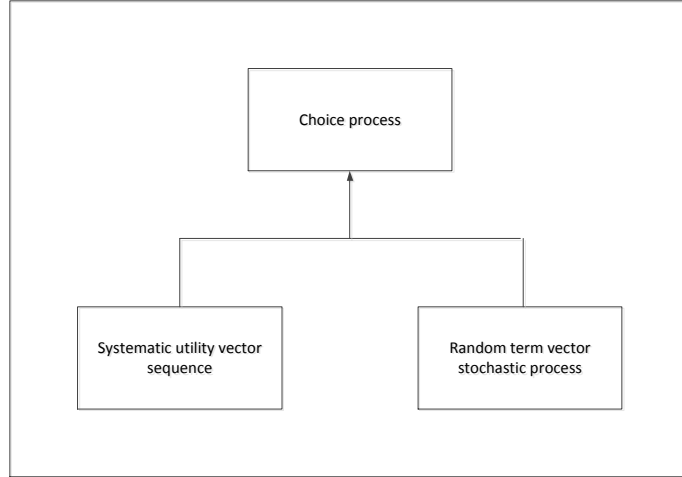 Choice process
Systematic utility vector
sequence
Random term vector
stochastic process